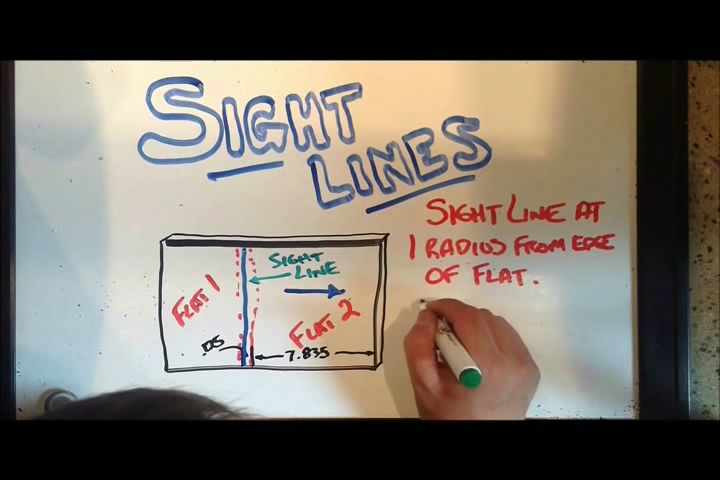 SIGHT
LINES
SIGHT LINE AT
1 RADIUS FROM EDGE
OF FLAT.
SIGHT
LINE
FLAT 1
FLAT 2
.05
7.835